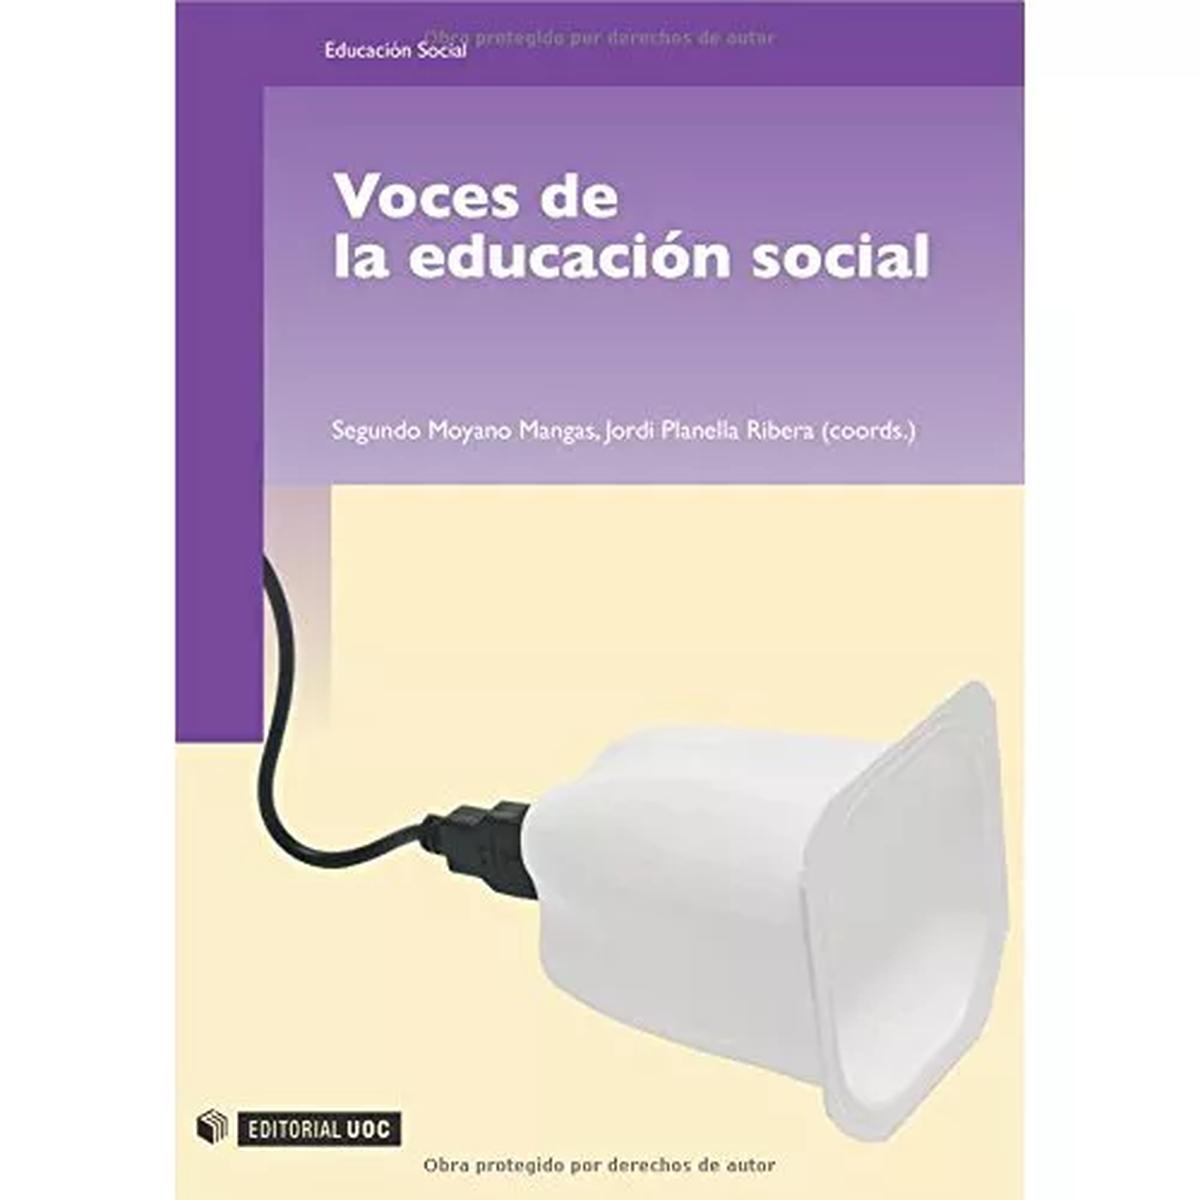 Obra protegido por derechos de autor
Educación Social
Voces de
la educación social
Segundo Moyano Mangas, Jordi Planella Ribera (coords.)
EDITORIAL UOC
Obra protegido por derechos de autor